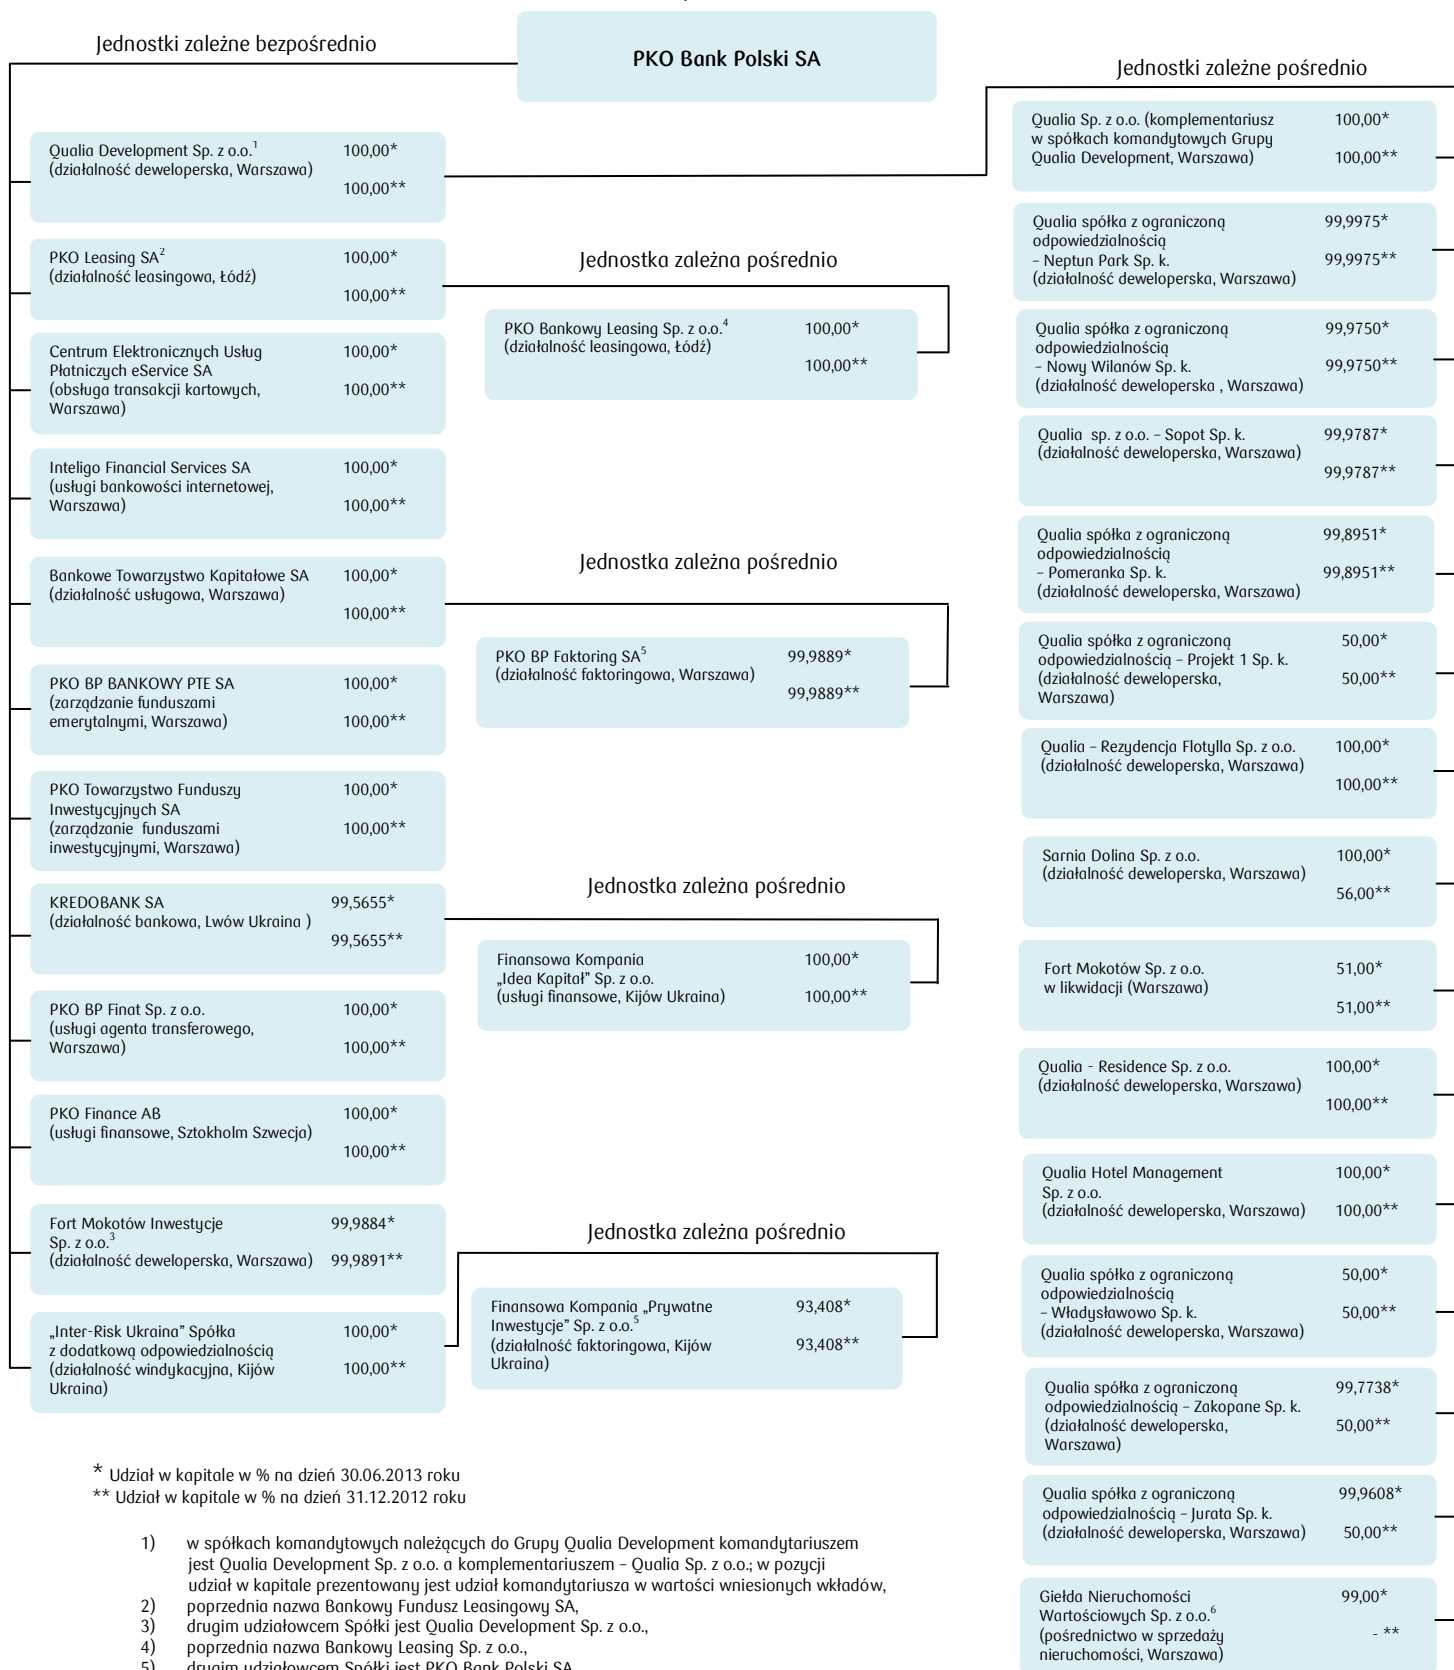 PKO Bank Polski SA
Jednostki zależne bezpośrednio
Qualia Development Sp. z o.o.1 100,00*
(działalność deweloperska, Warszawa)
100,00**
PKO Leasing SA2 100,00*
(działalność leasingowa, Łódź)
100,00**
Centrum Elektronicznych Usług 100,00*
Płatniczych eService SA
(obsługa transakcji kartowych, 100,00**
Warszawa)
Inteligo Financial Services SA 100,00*
(usługi bankowości internetowej,
Warszawa) 100,00**
Bankowe Towarzystwo Kapitałowe SA 100,00*
(działalność usługowa, Warszawa)
100,00**
PKO BP BANKOWY PTE SA 100,00*
(zarządzanie funduszami
emerytalnymi, Warszawa) 100,00**
PKO Towarzystwo Funduszy 100,00*
Inwestycyjnych SA
(zarządzanie funduszami 100,00**
inwestycyjnymi, Warszawa)
KREDOBANK SA 99,5655*
(działalność bankowa, Lwów Ukraina )
99,5655**
PKO BP Finat Sp. z o.o. 100,00*
(usługi agenta transferowego,
Warszawa) 100,00**
PKO Finance AB 100,00*
(usługi finansowe, Sztokholm Szwecja)
100,00**
Fort Mokotów Inwestycje 99,9884*
Sp. z o.o.3
(działalność deweloperska, Warszawa) 99,9891**
„Inter-Risk Ukraina” Spółka 100,00*
z dodatkową odpowiedzialnością
(działalność windykacyjna, Kijów 100,00**
Ukraina)
Jednostka zależna pośrednio
PKO Bankowy Leasing Sp. z o.o.4 100,00*
(działalność leasingowa, Łódź)
100,00**
Jednostka zależna pośrednio
PKO BP Faktoring SA5 99,9889*
(działalność faktoringowa, Warszawa)
99,9889**
Jednostka zależna pośrednio
Finansowa Kompania 100,00*
„Idea Kapitał” Sp. z o.o.
(usługi finansowe, Kijów Ukraina) 100,00**
Jednostka zależna pośrednio
Finansowa Kompania „Prywatne 93,408*
Inwestycje” Sp. z o.o.5
(działalność faktoringowa, Kijów 93,408**
Ukraina)
Jednostki zależne pośrednio
Qualia Sp. z o.o. (komplementariusz 100,00*
w spółkach komandytowych Grupy
Qualia Development, Warszawa) 100,00**
Qualia spółka z ograniczoną 99,9975*
odpowiedzialnością
– Neptun Park Sp. k. 99,9975**
(działalność deweloperska, Warszawa)
Qualia spółka z ograniczoną 99,9750*
odpowiedzialnością
– Nowy Wilanów Sp. k. 99,9750**
(działalność deweloperska , Warszawa)
Qualia sp. z o.o. – Sopot Sp. k. 99,9787*
(działalność deweloperska, Warszawa)
99,9787**
Qualia spółka z ograniczoną 99,8951*
odpowiedzialnością
– Pomeranka Sp. k. 99,8951**
(działalność deweloperska, Warszawa)
Qualia spółka z ograniczoną 50,00*
odpowiedzialnością – Projekt 1 Sp. k.
(działalność deweloperska, 50,00**
Warszawa)
Qualia – Rezydencja Flotylla Sp. z o.o. 100,00*
(działalność deweloperska, Warszawa)
100,00**
Sarnia Dolina Sp. z o.o. 100,00*
(działalność deweloperska, Warszawa)
56,00**
Fort Mokotów Sp. z o.o. 51,00*
w likwidacji (Warszawa)
51,00**
Qualia - Residence Sp. z o.o. 100,00*
(działalność deweloperska, Warszawa)
100,00**
Qualia Hotel Management 100,00*
Sp. z o.o.
(działalność deweloperska, Warszawa) 100,00**
Qualia spółka z ograniczoną 50,00*
odpowiedzialnością
– Władysławowo Sp. k. 50,00**
(działalność deweloperska, Warszawa)
Qualia spółka z ograniczoną 99,7738*
odpowiedzialnością – Zakopane Sp. k.
(działalność deweloperska, 50,00**
Warszawa)
Qualia spółka z ograniczoną 99,9608*
odpowiedzialnością – Jurata Sp. k.
(działalność deweloperska, Warszawa) 50,00**
Giełda Nieruchomości 99,00*
Wartościowych Sp. z o.o.6
(pośrednictwo w sprzedaży - **
nieruchomości, Warszawa)
* Udział w kapitale w % na dzień 30.06.2013 roku
** Udział w kapitale w % na dzień 31.12.2012 roku
1) w spółkach komandytowych należących do Grupy Qualia Development komandytariuszem
jest Qualia Development Sp. z o.o. a komplementariuszem – Qualia Sp. z o.o.; w pozycji
udział w kapitale prezentowany jest udział komandytariusza w wartości wniesionych wkładów,
2) poprzednia nazwa Bankowy Fundusz Leasingowy SA,
3) drugim udziałowcem Spółki jest Qualia Development Sp. z o.o.,
4) poprzednia nazwa Bankowy Leasing Sp. z o.o.,
5) drugim udziałowcem Spółki jest PKO Bank Polski SA